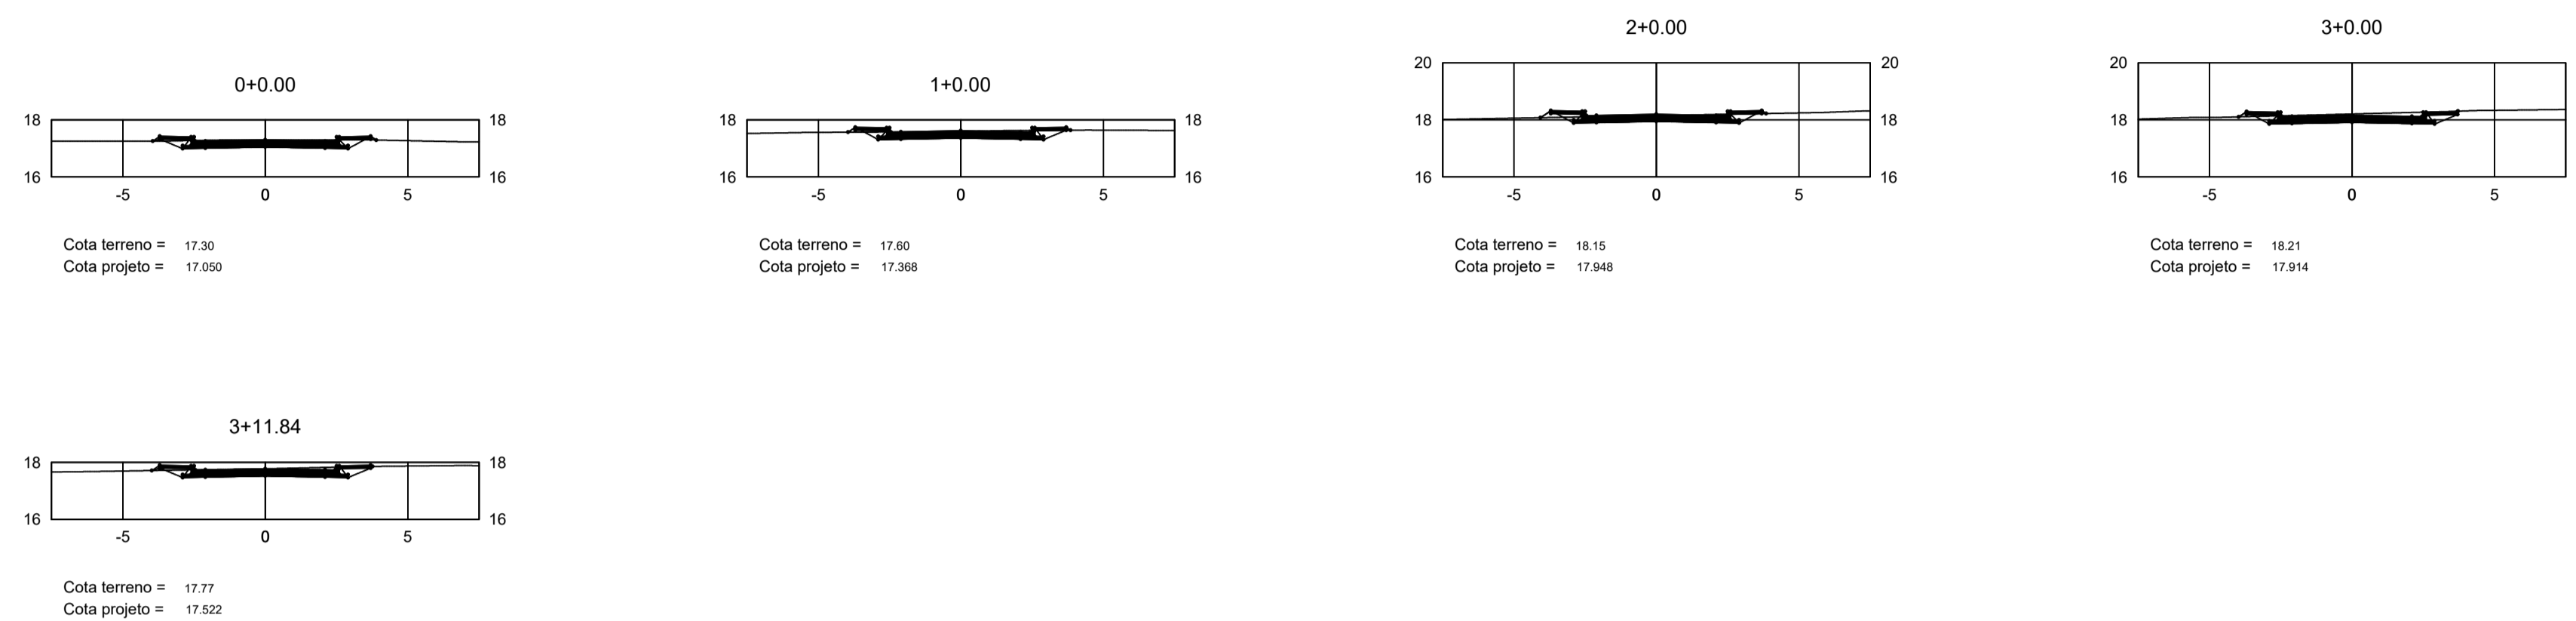 0+0.00
18 18
16 16
-5 0 5
Cota terreno = 17.30
Cota projeto = 17.050
1+0.00
18 18
16 16
-5 0 5
Cota terreno = 17.60
Cota projeto = 17.368
2+0.00
20 20
18 18
16 16
-5 0 5
Cota terreno = 18.15
Cota projeto = 17.948
3+0.00
20
18
16
-5 0 5
Cota terreno = 18.21
Cota projeto = 17.914
3+11.84
18 18
16 16
-5 0 5
Cota terreno = 17.77
Cota projeto = 17.522